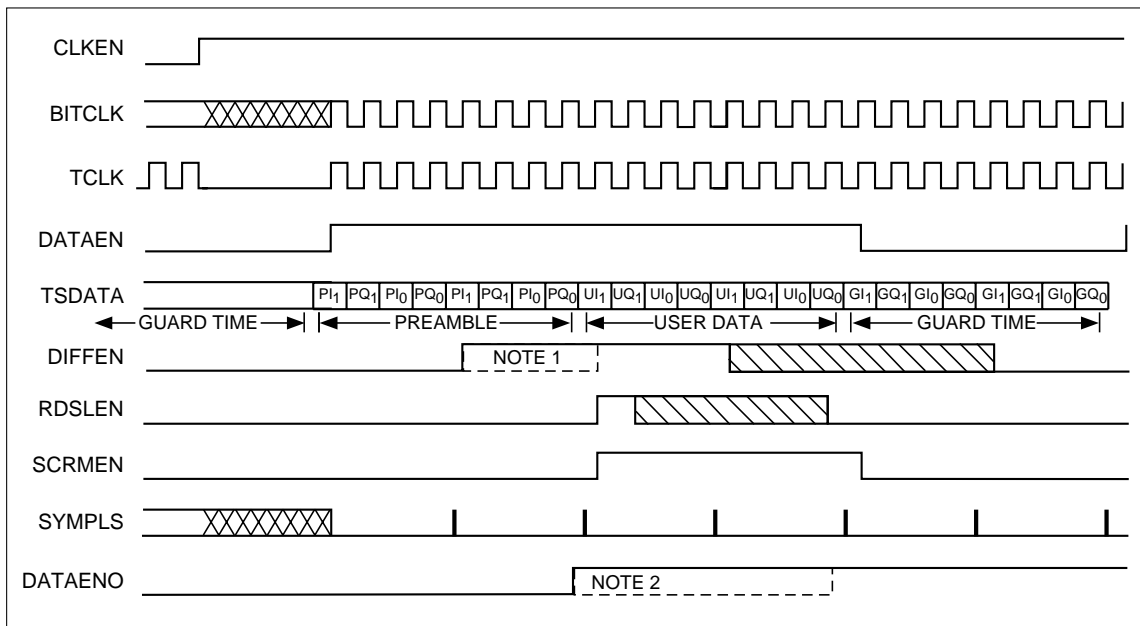 CLKEN
BITCLK
TCLK
DATAEN
TSDATA PI1 PQ1 PI0 PQ0 PI1 PQ1 PI0 PQ0 UI1 UQ1 UI0 UQ0 UI1 UQ1 UI0 UQ0 GI1 GQ1 GI0 GQ0 GI1 GQ1 GI0 GQ0
GUARD TIME PREAMBLE USER DATA GUARD TIME
DIFFEN NOTE 1
RDSLEN
SCRMEN
SYMPLS
DATAENO NOTE 2